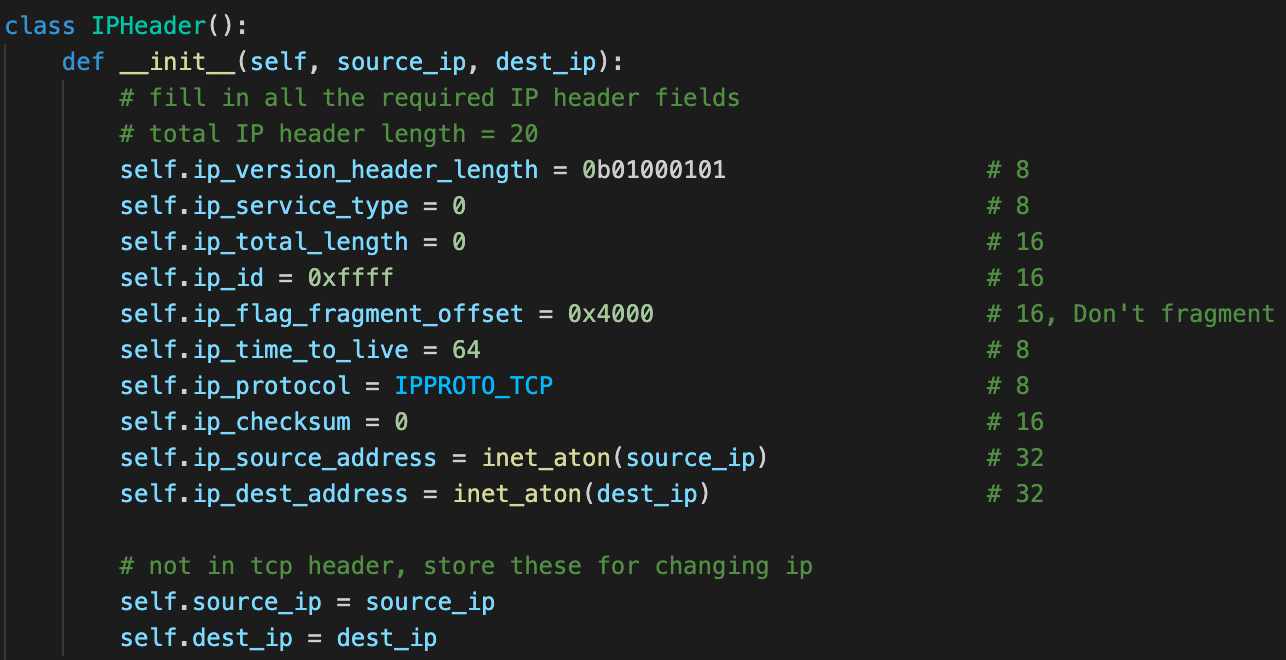 class IPHeader():
    def __init__(self, source_ip, dest_ip):
        # fill in all the required IP header fields
        # total IP header length = 20
        self.ip_version_header_length = 0b01000101                  # 8
        self.ip_service_type = 0                                    # 8
        self.ip_total_length = 0                                    # 16
        self.ip_id = 0xffff                                         # 16
        self.ip_flag_fragment_offset = 0x4000                       # 16, Don't fragment
        self.ip_time_to_live = 64                                   # 8
        self.ip_protocol = IPPROTO_TCP                              # 8
        self.ip_checksum = 0                                        # 16
        self.ip_source_address = inet_aton(source_ip)               # 32
        self.ip_dest_address = inet_aton(dest_ip)                   # 32

        # not in tcp header, store these for changing ip
        self.source_ip = source_ip
        self.dest_ip = dest_ip